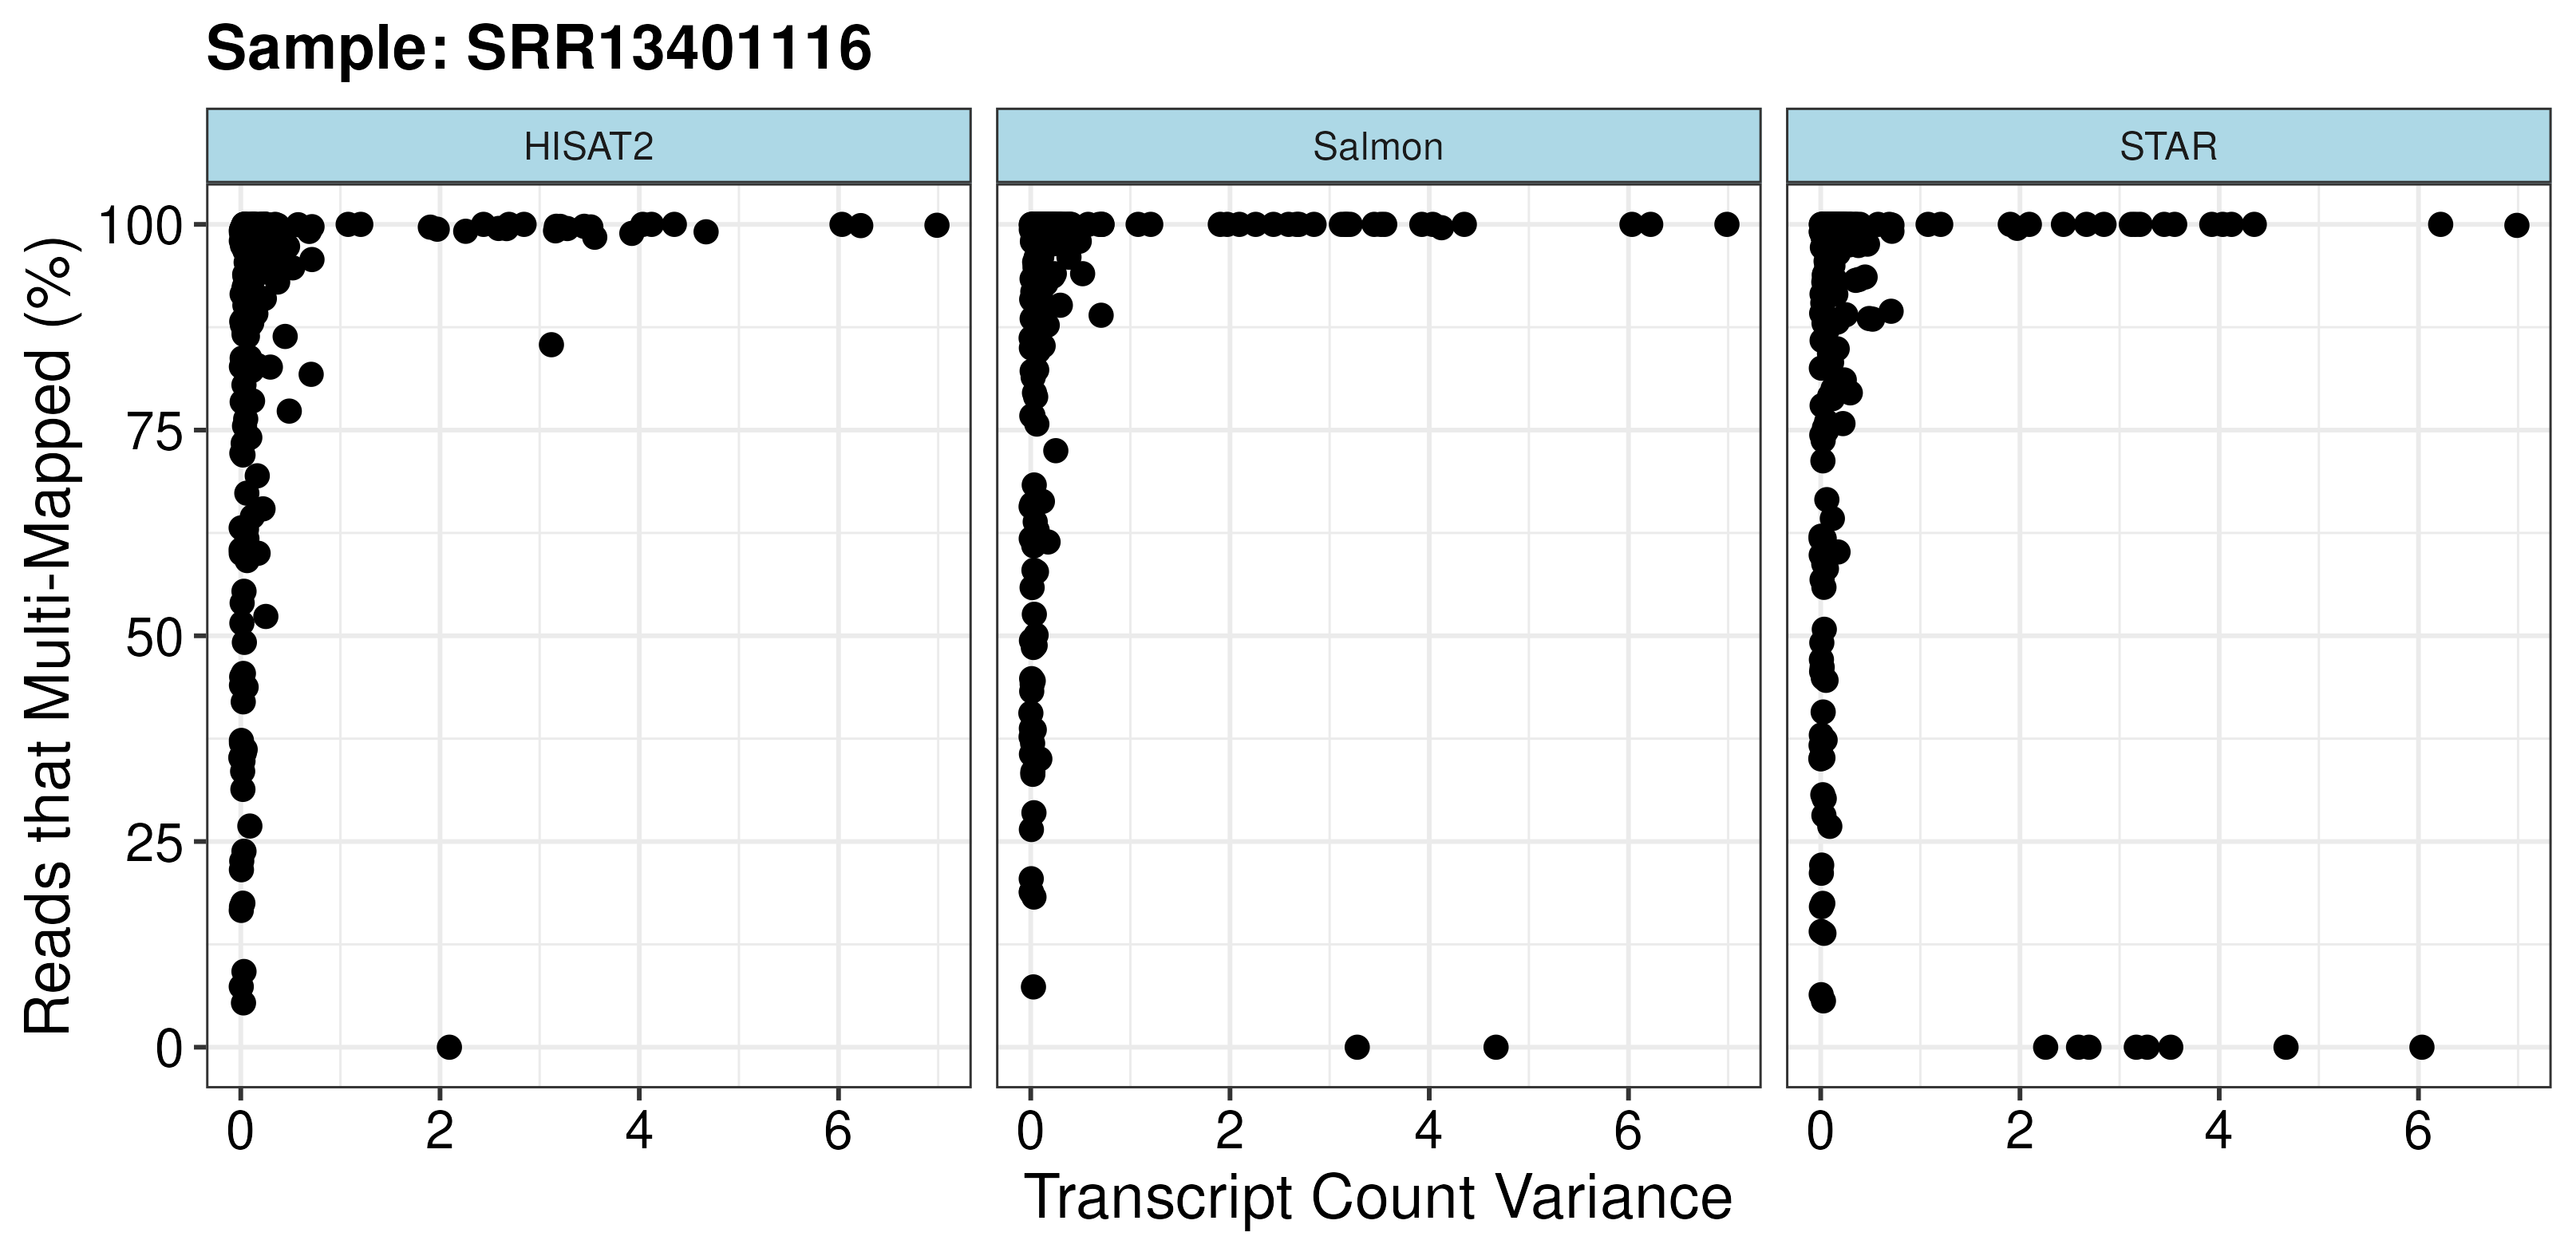 Sample: SRR13401116
HISAT2
Salmon
STAR
Reads that Multi-Mapped (%)
100
75
50
25
0
0 2 4 6
0 2 4 6
0 2 4 6
Transcript Count Variance